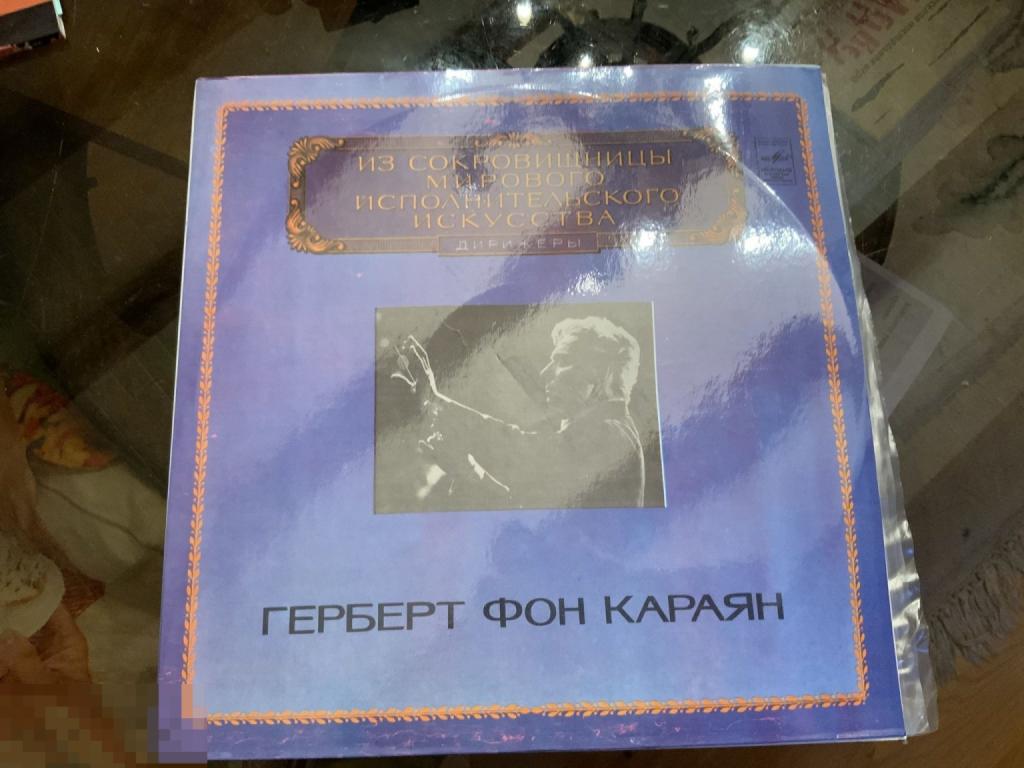 ИЗ СОКРОВИЩНИЦЫ
МИРОВОГО
ИСПОЛНИТЕЛЬСКОГО
ИСКУССТВА
ДИРИЖЕРЫ
ГЕРБЕРТ ФОН КАРАЯН